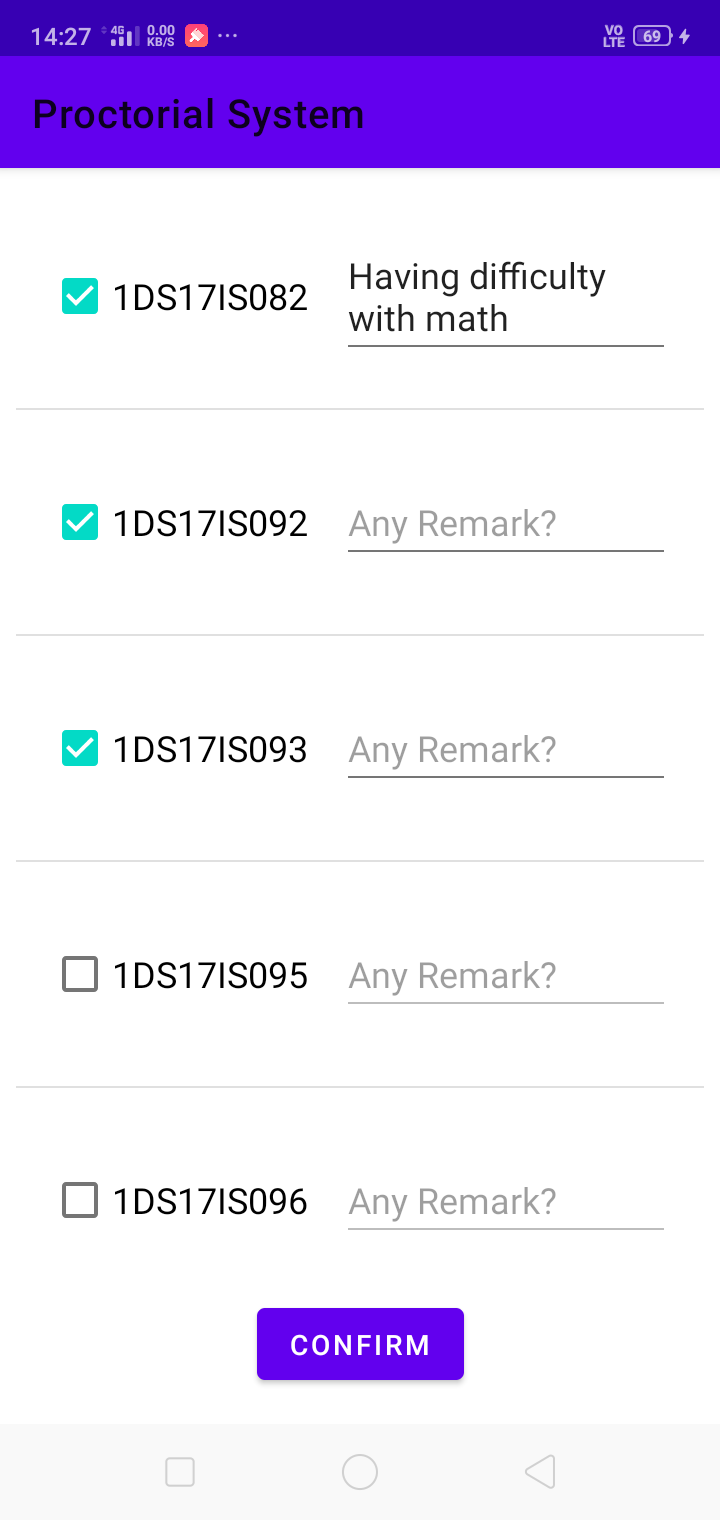 14:27 4G 0.00 KB/S ... VO LTE 69
Proctorial System
1DS17IS082 Having difficulty
with math
1DS17IS092 Any Remark?
1DS17IS093 Any Remark?
1DS17IS095 Any Remark?
1DS17IS096 Any Remark?
CONFIRM